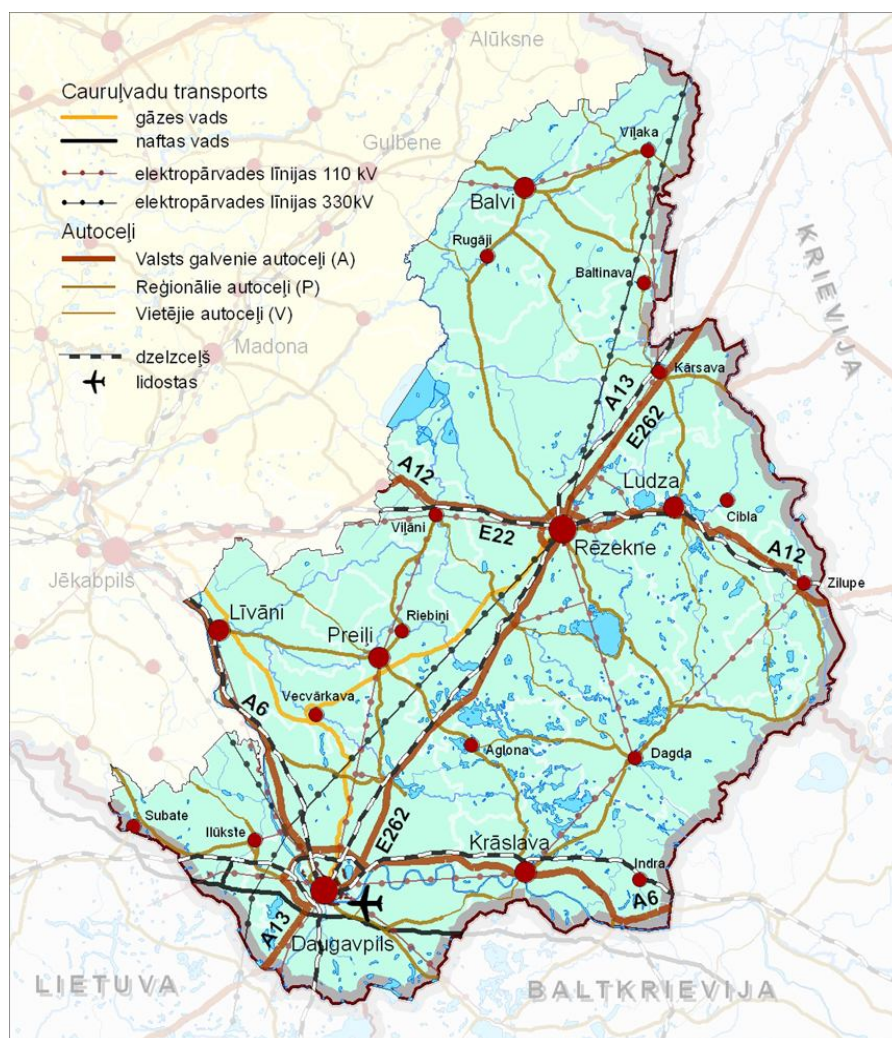 Alūksne
Cauruļvadu transports
gāzes vads
naftas vads
Gulbene
Viļaka
elektropārvades līnijas 110 kV
elektropārvades līnijas 330kV
Balvi
Autoceļi
Rugāji
KRIEVIJA
Valsts galvenie autoceļi (A)
Baltinava
Reģionālie autoceļi (P)
Vietējie autoceļi (V)
Madona
dzelzceļš
lidostas
Kārsava
A13
E262
A12
Ludza
Cibla
Viļāni
E22
Rēzekne
A12
Jēkabpils
Zilupe
Līvāni
Riebiņi
Preiļi
A6
Vecvārkava
Aglona
Dagda
Subate
Ilūkste
E262
Krāslava
Indra
A6
A13
Daugavpils
LIETUVA
BALTKRIEVIJA